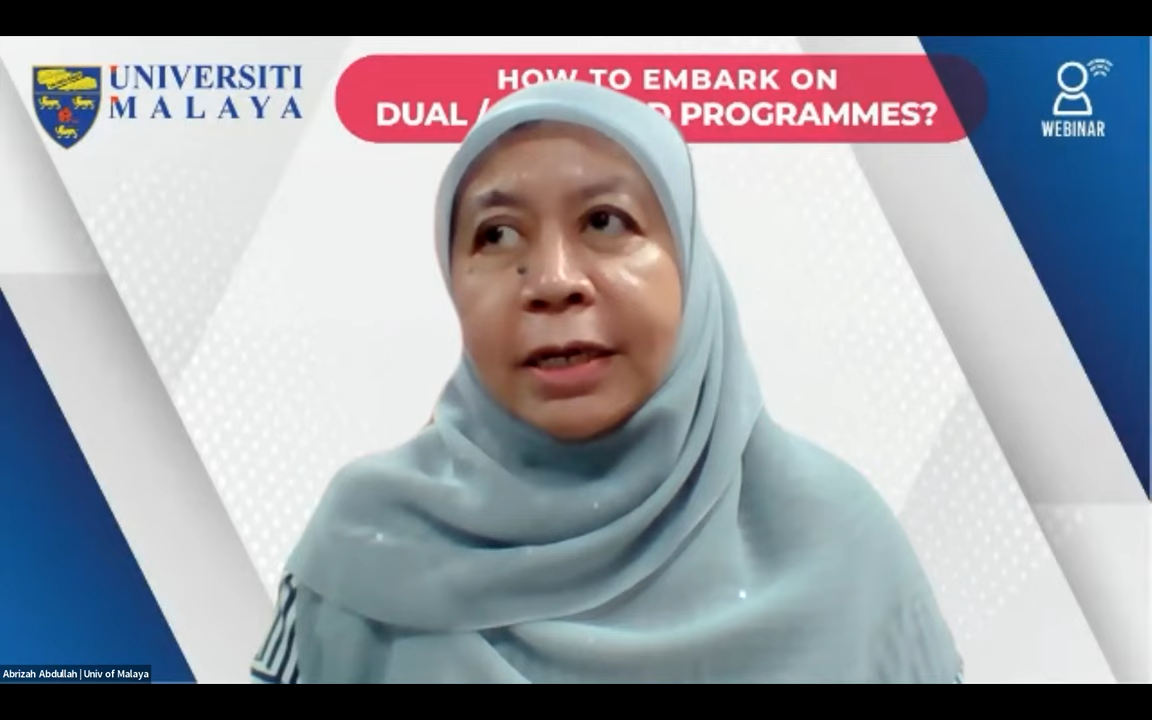 UNIVERSITI
MALAYA
HOW TO EMBARK ON
DUAL / PROGRAMMES?
WEBINAR
Abrizah Abdullah | Univ of Malaya